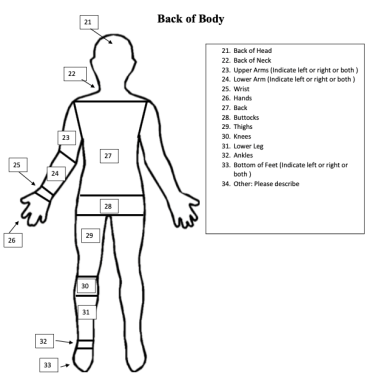 Back of Body
21
22
23
24
25
26
27
28
29
30
31
32
33
21. Back of Head
22. Back of Neck
23. Upper Arms (Indicate left or right or both )
24. Lower Arm (Indicate left or right or both )
25. Wrist
26. Hands
27. Back
28. Buttocks
29. Thighs
30. Knees
31. Lower Leg
32. Ankles
33. Bottom of Feet (Indicate left or right or
both )
34. Other: Please describe